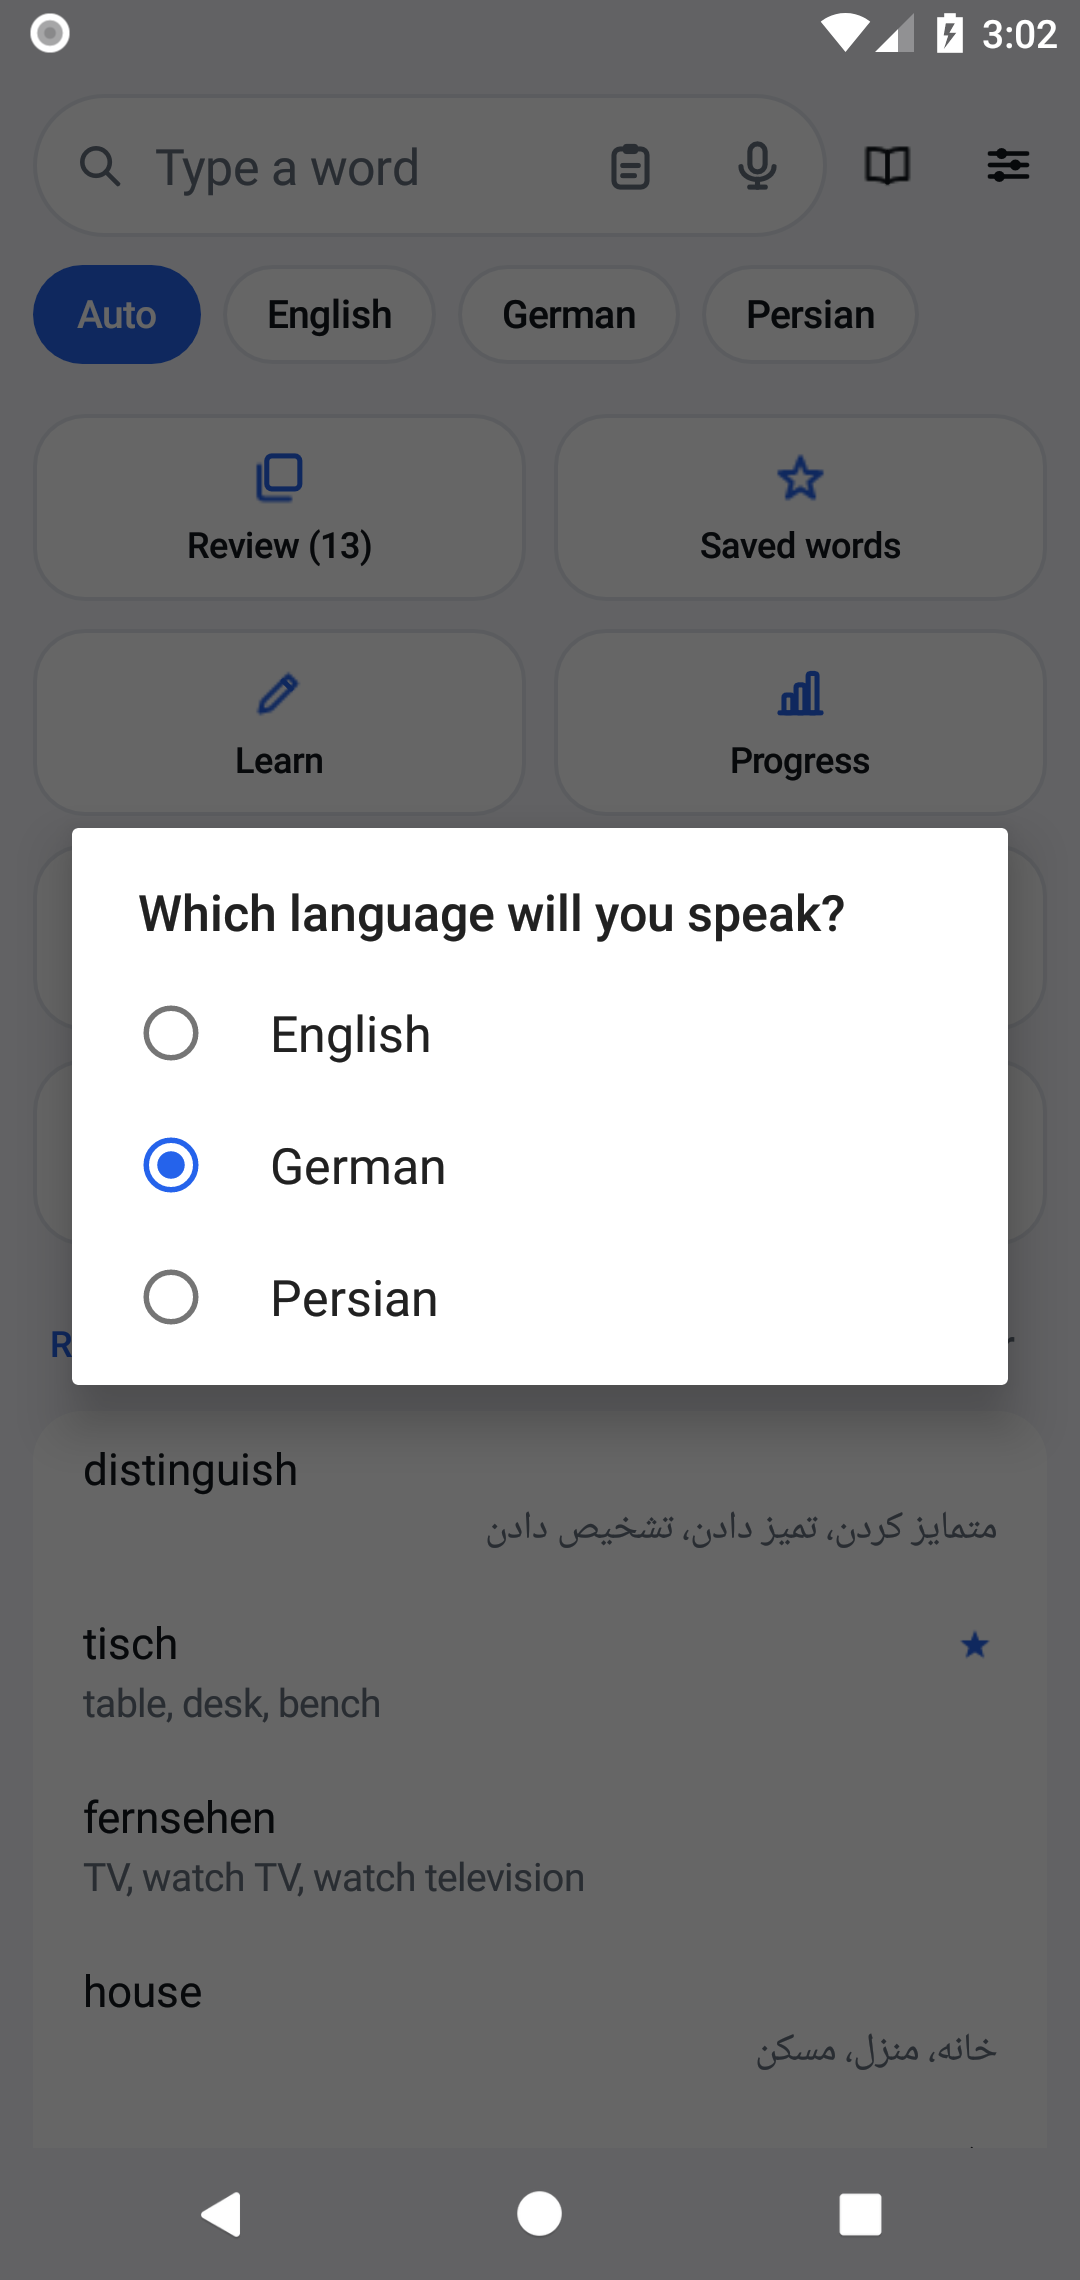 3:02
Type a word
Auto
English
German
Persian
Review (13)
Saved words
Learn
Progress
Which language will you speak?
English
German
Persian
distinguish
متمایز کردن، تمیز دادن، تشخیص دادن
tisch
table, desk, bench
fernsehen
TV, watch TV, watch television
house
خانه، منزل، مسکن